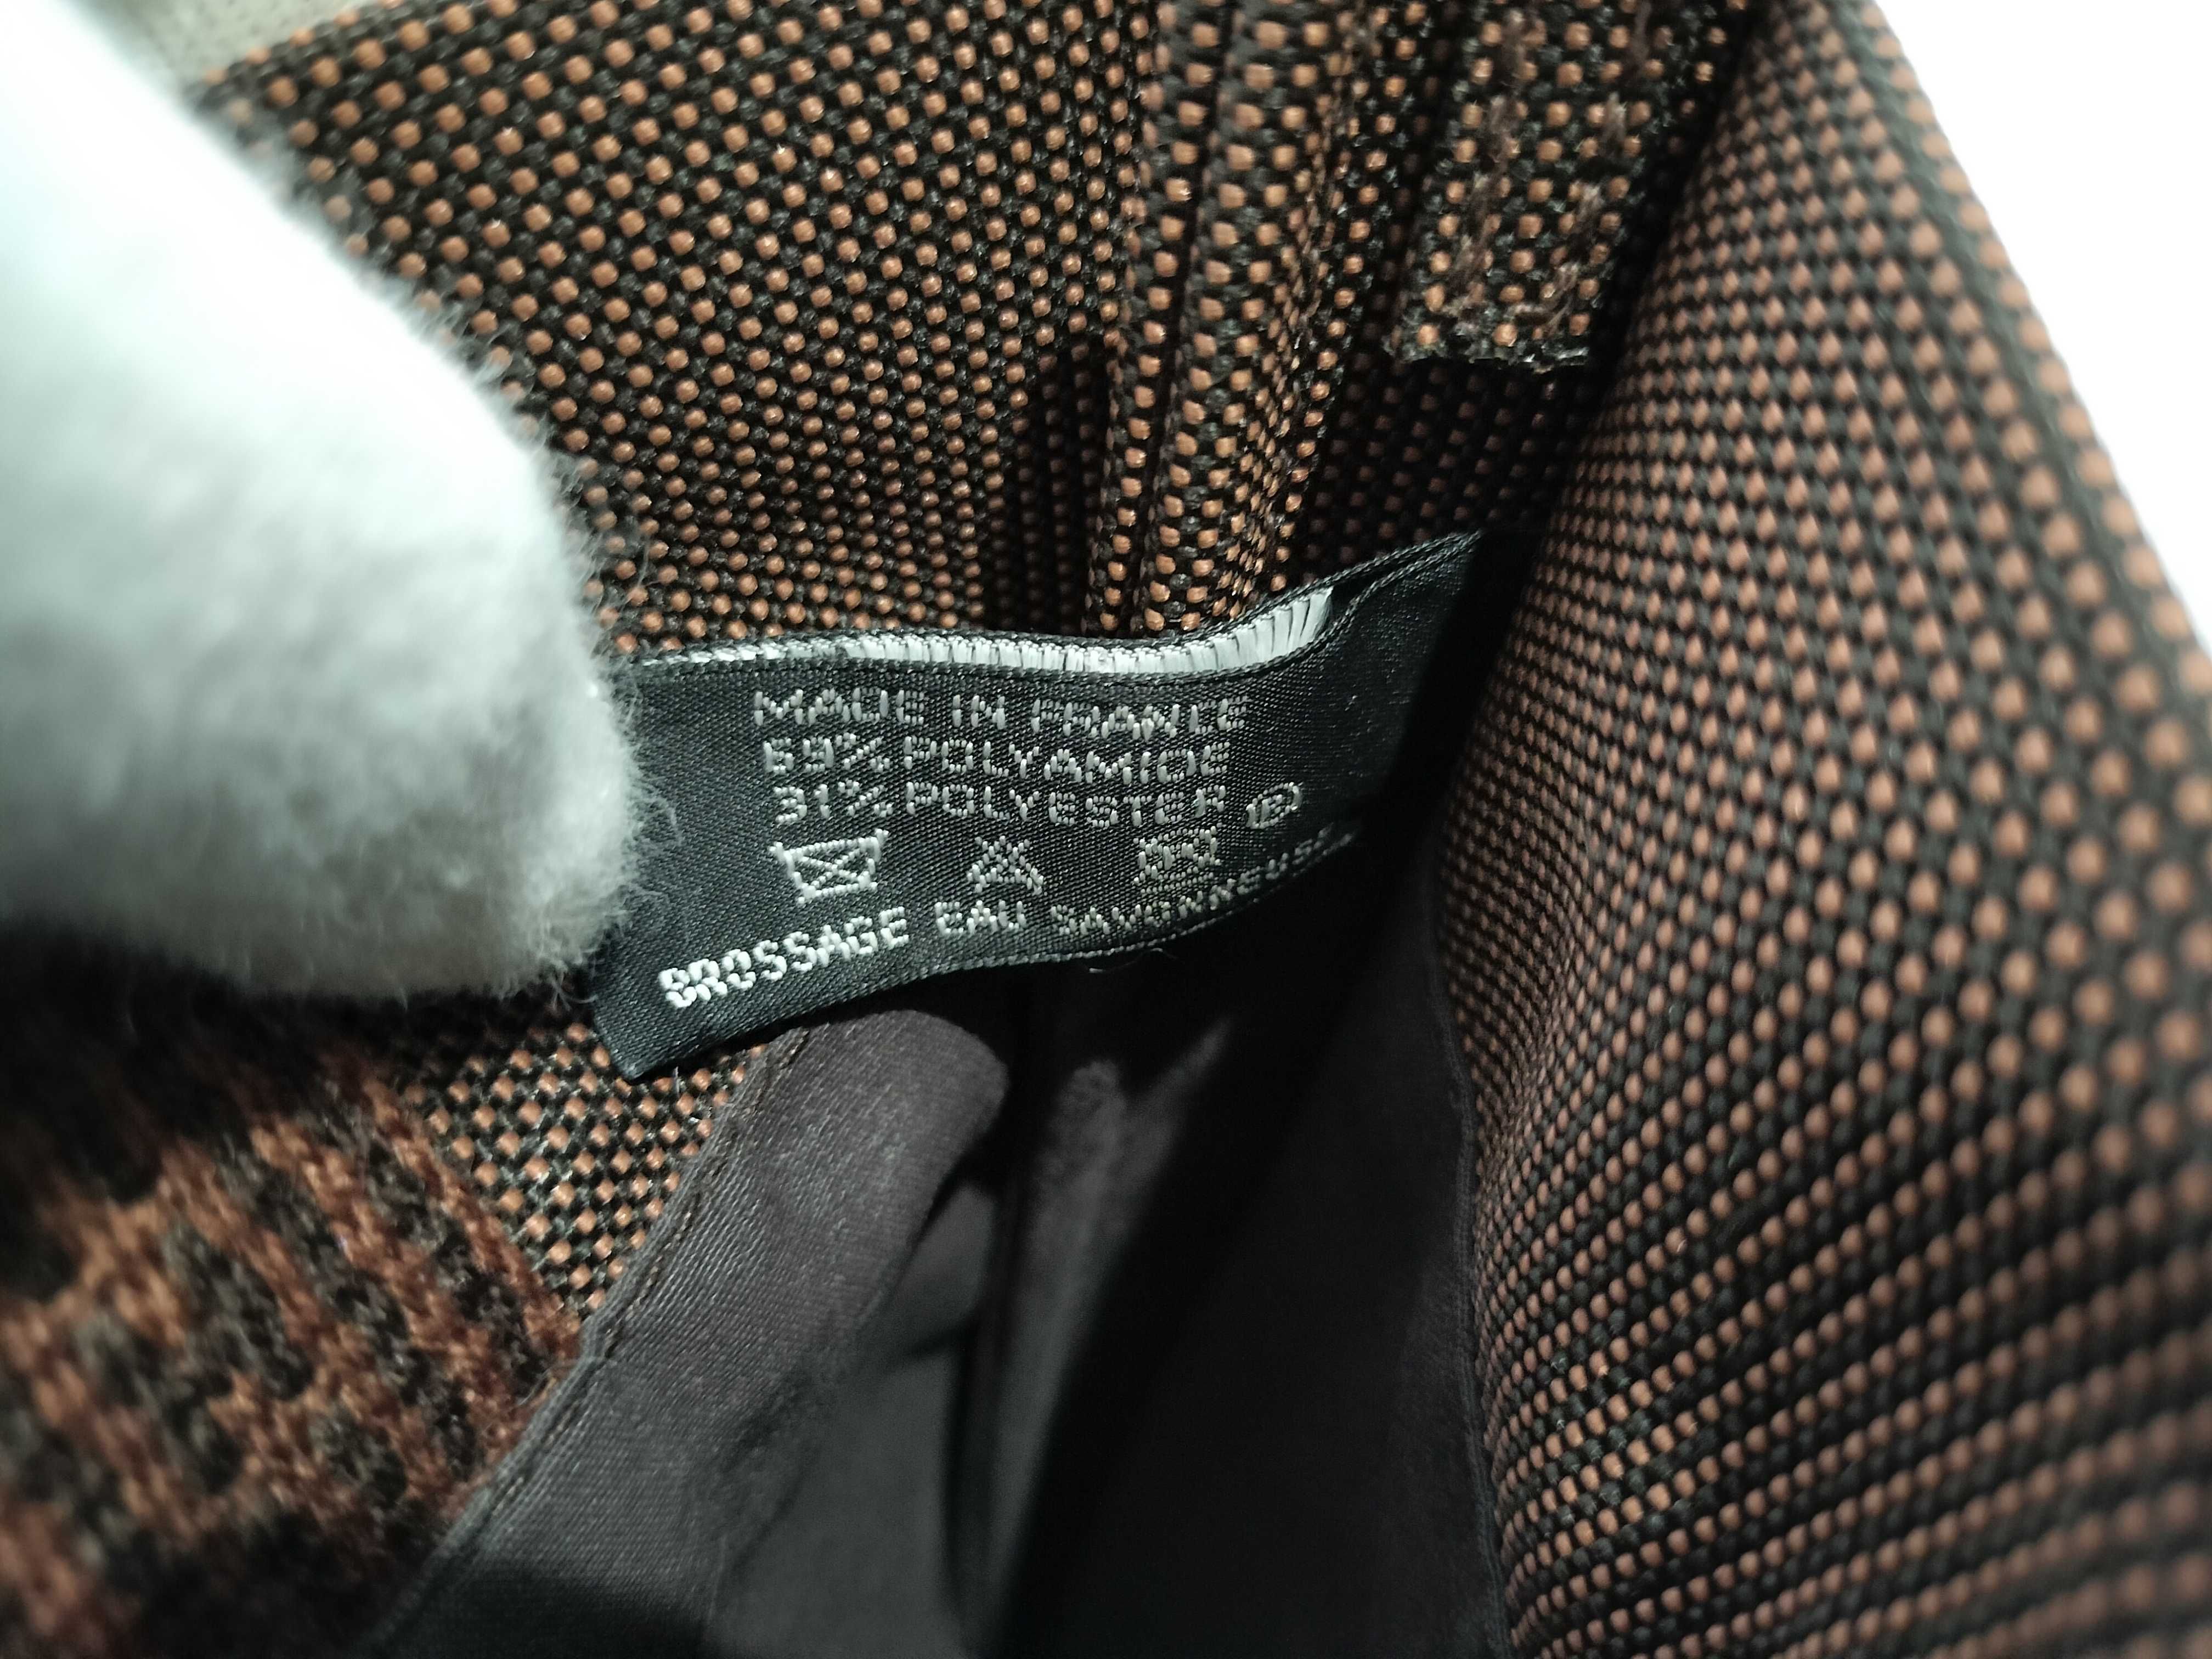 MADE IN FRANCE
69% POLYAMIDE
31% POLYESTER ®
BROSSAGE EAU SAVONNEUSE